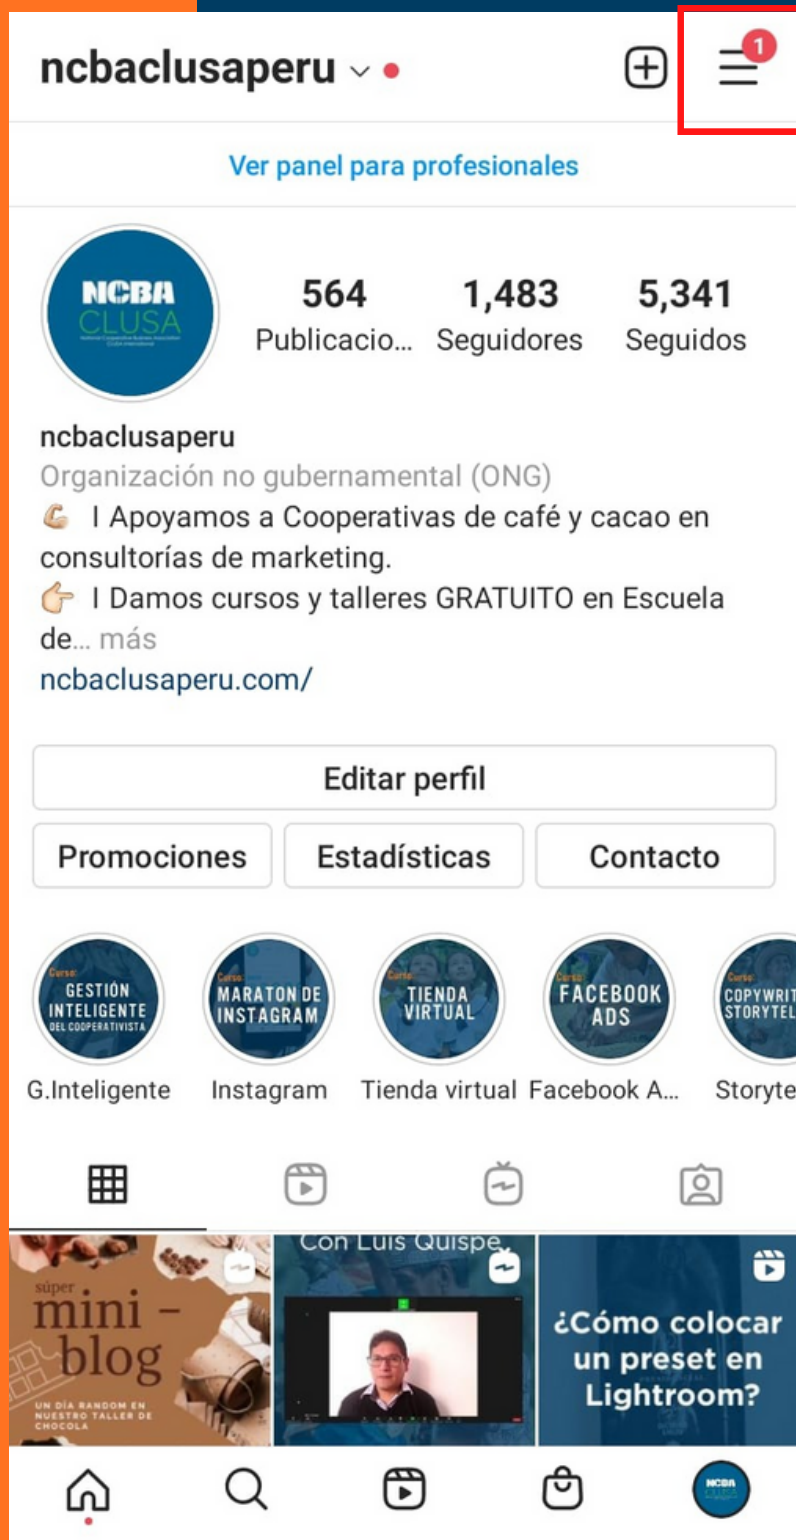 ncbaclusaperu
1
Ver panel para profesionales
NCBA
CLUSA
564
1,483
5,341
Publicacio...
Seguidores
Seguidos
ncbaclusaperu
Organización no gubernamental (ONG)
💪🏻 I Apoyamos a Cooperativas de café y cacao en
consultorías de marketing.
👉🏻 I Damos cursos y talleres GRATUITO en Escuela
de... más
ncbaclusaperu.com/
Editar perfil
Promociones
Estadísticas
Contacto
Curso:
GESTIÓN
INTELIGENTE
DEL COOPERATIVISTA
Curso:
MARATON DE
INSTAGRAM
Curso:
TIENDA
VIRTUAL
Curso:
FACEBOOK
ADS
Curso:
COPYWRIT
STORYTEL
G.Inteligente
Instagram
Tienda virtual
Facebook A...
Storyte
súper
mini -
blog
UN DÍA RANDOM EN
NUESTRO TALLER DE
CHOCOLA
Con Luis Quispe
¿Cómo colocar
un preset en
Lightroom?
NCBA
CLUSA